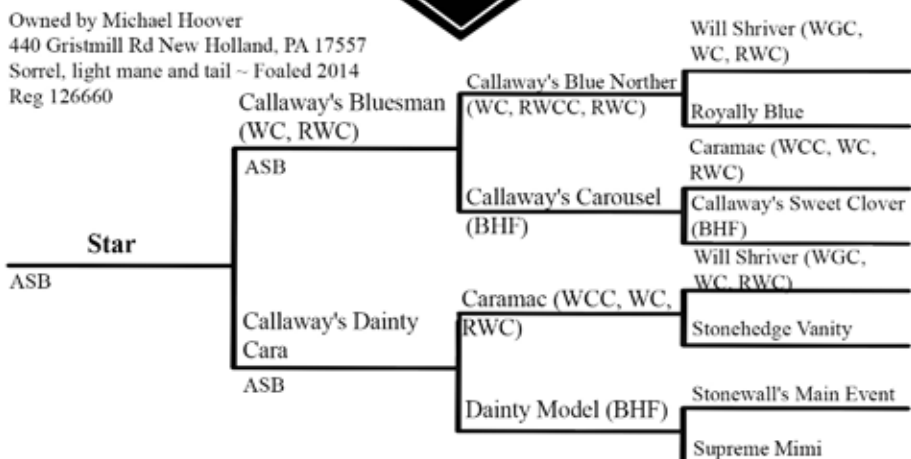 Owned by Michael Hoover
440 Gristmill Rd New Holland, PA 17557
Sorrel, light mane and tail ~ Foaled 2014
Reg 126660
Star
ASB
Callaway's Bluesman
(WC, RWC)
ASB
Callaway's Dainty
Cara
ASB
Callaway's Blue Norther
(WC, RWCC, RWC)
Callaway's Carousel
(BHF)
Caramac (WCC, WC,
RWC)
Dainty Model (BHF)
Will Shriver (WGC,
WC, RWC)
Royally Blue
Caramac (WCC, WC,
RWC)
Callaway's Sweet Clover
(BHF)
Will Shriver (WGC,
WC, RWC)
Stonehedge Vanity
Stonewall's Main Event
Supreme Mimi